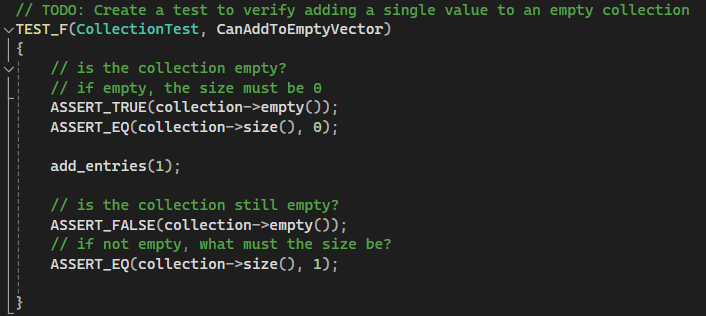 // TODO: Create a test to verify adding a single value to an empty collection
TEST_F(CollectionTest, CanAddToEmptyVector)
{
// is the collection empty?
// if empty, the size must be 0
ASSERT_TRUE(collection->empty());
ASSERT_EQ(collection->size(), 0);
add_entries(1);
// is the collection still empty?
ASSERT_FALSE(collection->empty());
// if not empty, what must the size be?
ASSERT_EQ(collection->size(), 1);
}